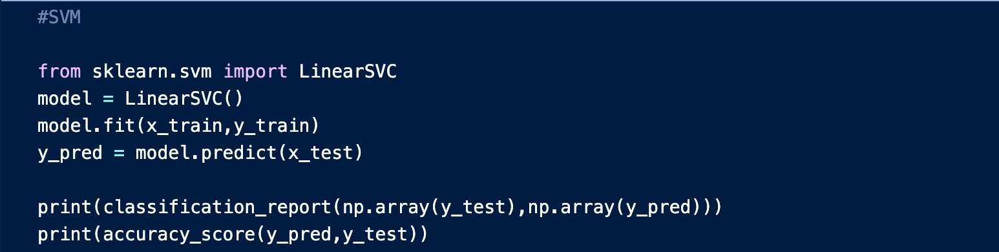 #SVM
from sklearn.svm import LinearSVC
model = LinearSVC()
model.fit(x_train,y_train)
y_pred = model.predict(x_test)
print(classification_report(np.array(y_test),np.array(y_pred)))
print(accuracy_score(y_pred,y_test))